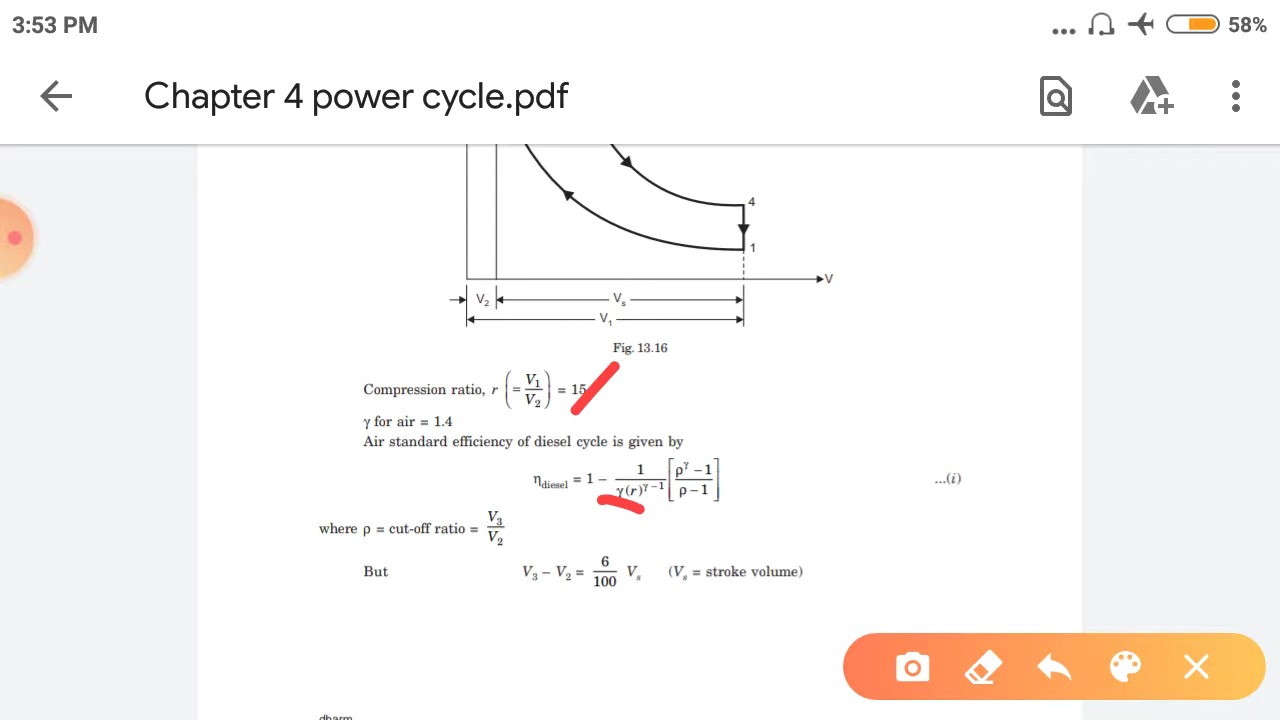 3:53 PM
58%
Chapter 4 power cycle.pdf
4
1
V
V₂ Vₛ
V₁
Fig. 13.16
Compression ratio, r (= V₁/V₂) = 15
γ for air = 1.4
Air standard efficiency of diesel cycle is given by
η_diesel = 1 – 1/(γ(r)^(γ – 1)) [(ρ^γ – 1)/(ρ – 1)] ...(i)
where ρ = cut-off ratio = V₃/V₂
But V₃ – V₂ = 6/100 Vₛ (Vₛ = stroke volume)
dharm